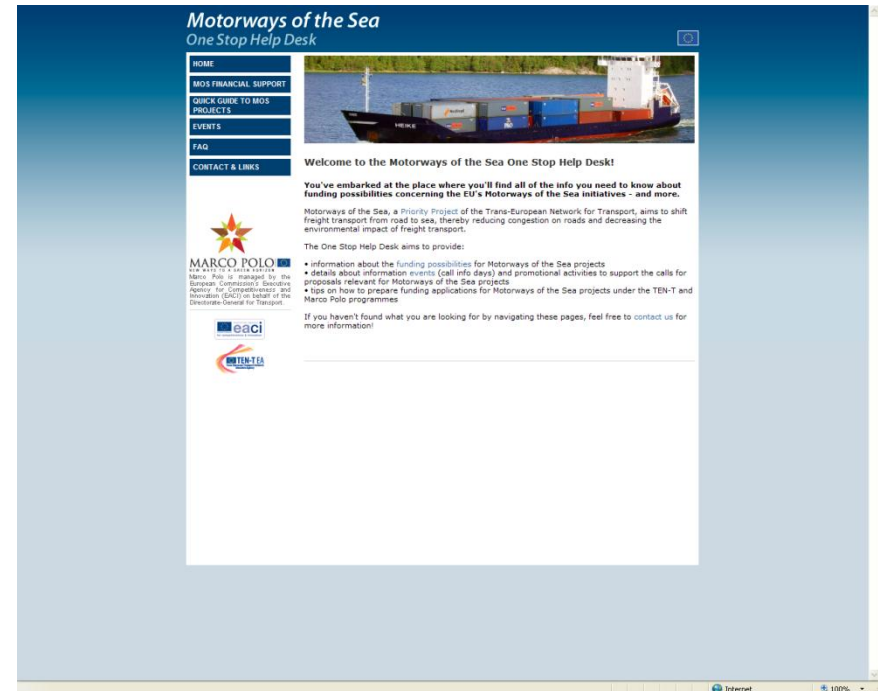 Motorways of the Sea
One Stop Help Desk
HOME
MOS FINANCIAL SUPPORT
QUICK GUIDE TO MOS
PROJECTS
EVENTS
FAQ
CONTACT & LINKS
HEIKE
Welcome to the Motorways of the Sea One Stop Help Desk!
You've embarked at the place where you'll find all of the info you need to know about
funding possibilities concerning the EU's Motorways of the Sea initiatives - and more.
Motorways of the Sea, a Priority Project of the Trans-European Network for Transport, aims to shift
freight transport from road to sea, thereby reducing congestion on roads and decreasing the
environmental impact of freight transport.
The One Stop Help Desk aims to provide:
• information about the funding possibilities for Motorways of the Sea projects
• details about information events (call info days) and promotional activities to support the calls for
proposals relevant for Motorways of the Sea projects
• tips on how to prepare funding applications for Motorways of the Sea projects under the TEN-T and
Marco Polo programmes
If you haven't found what you are looking for by navigating these pages, feel free to contact us for
more information!
MARCO POLO
NEW WAYS TO A GREEN HORIZON
Marco Polo is managed by the
European Commission's Executive
Agency for Competitiveness and
Innovation (EACI) on behalf of the
Directorate-General for Transport.
eaci
TEN-T EA
Internet
100%